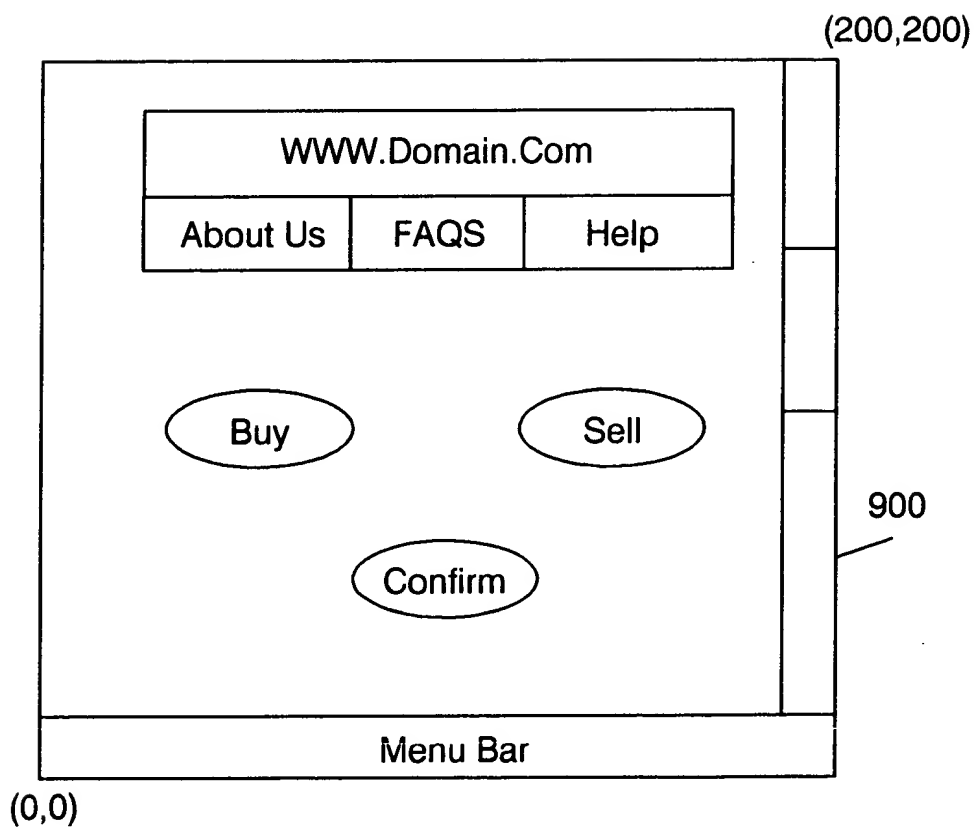 (200,200)
WWW.Domain.Com
About Us FAQS Help
Buy Sell
900
Confirm
Menu Bar
(0,0)